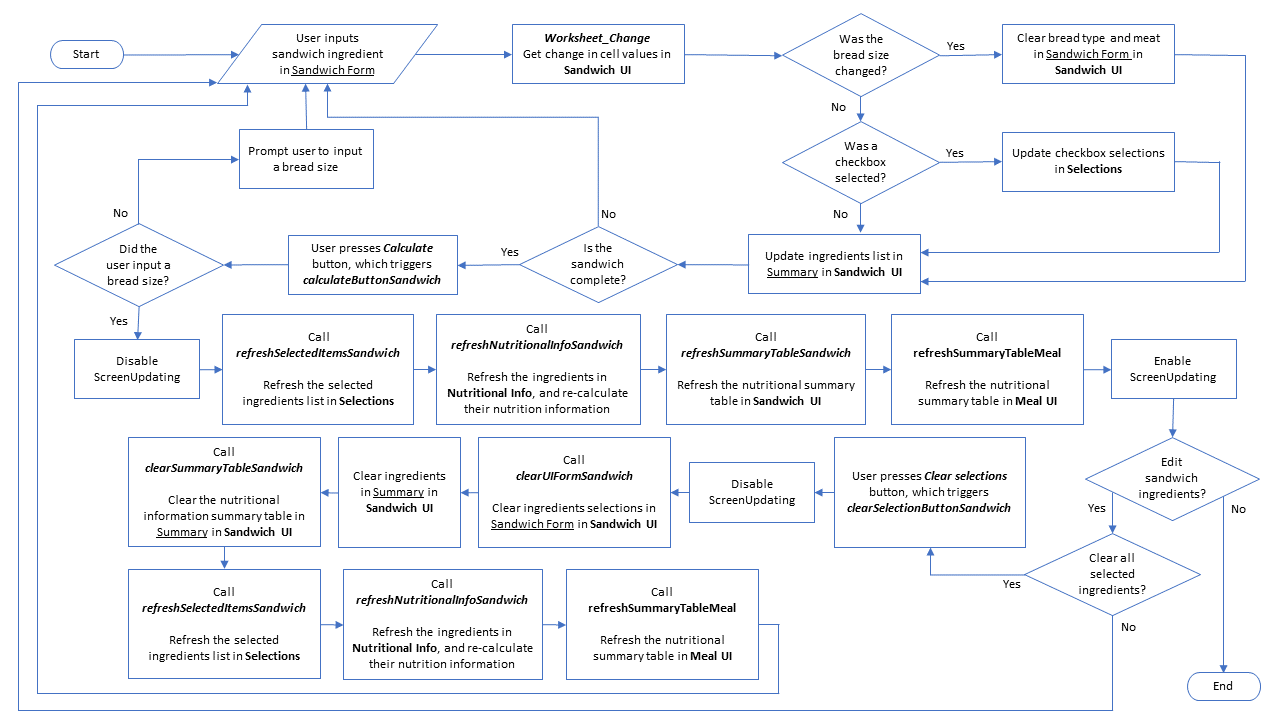 Start
User inputs
sandwich ingredient
in Sandwich Form
Worksheet_Change
Get change in cell values in
Sandwich UI
Was the
bread size
changed?
Yes
Clear bread type and meat
in Sandwich Form in
Sandwich UI
No
Prompt user to input
a bread size
Was a
checkbox
selected?
Yes
Update checkbox selections
in Selections
No
No
No
Did the
user input a
bread size?
User presses Calculate
button, which triggers
calculateButtonSandwich
Yes
Is the
sandwich
complete?
Update ingredients list in
Summary in Sandwich UI
Yes
Disable
ScreenUpdating
Call
refreshSelectedItemsSandwich
Refresh the selected
ingredients list in Selections
Call
refreshNutritionalInfoSandwich
Refresh the ingredients in
Nutritional Info, and re-calculate
their nutrition information
Call
refreshSummaryTableSandwich
Refresh the nutritional summary
table in Sandwich UI
Call
refreshSummaryTableMeal
Refresh the nutritional
summary table in Meal UI
Enable
ScreenUpdating
Call
clearSummaryTableSandwich
Clear the nutritional
information summary table in
Summary in Sandwich UI
Clear ingredients
in Summary in
Sandwich UI
Call
clearUIFormSandwich
Clear ingredients selections in
Sandwich Form in Sandwich UI
Disable
ScreenUpdating
User presses Clear selections
button, which triggers
clearSelectionButtonSandwich
Edit
sandwich
ingredients?
Yes
No
Call
refreshSelectedItemsSandwich
Refresh the selected
ingredients list in Selections
Call
refreshNutritionalInfoSandwich
Refresh the ingredients in
Nutritional Info, and re-calculate
their nutrition information
Call
refreshSummaryTableMeal
Refresh the nutritional
summary table in Meal UI
Yes
Clear all
selected
ingredients?
No
End